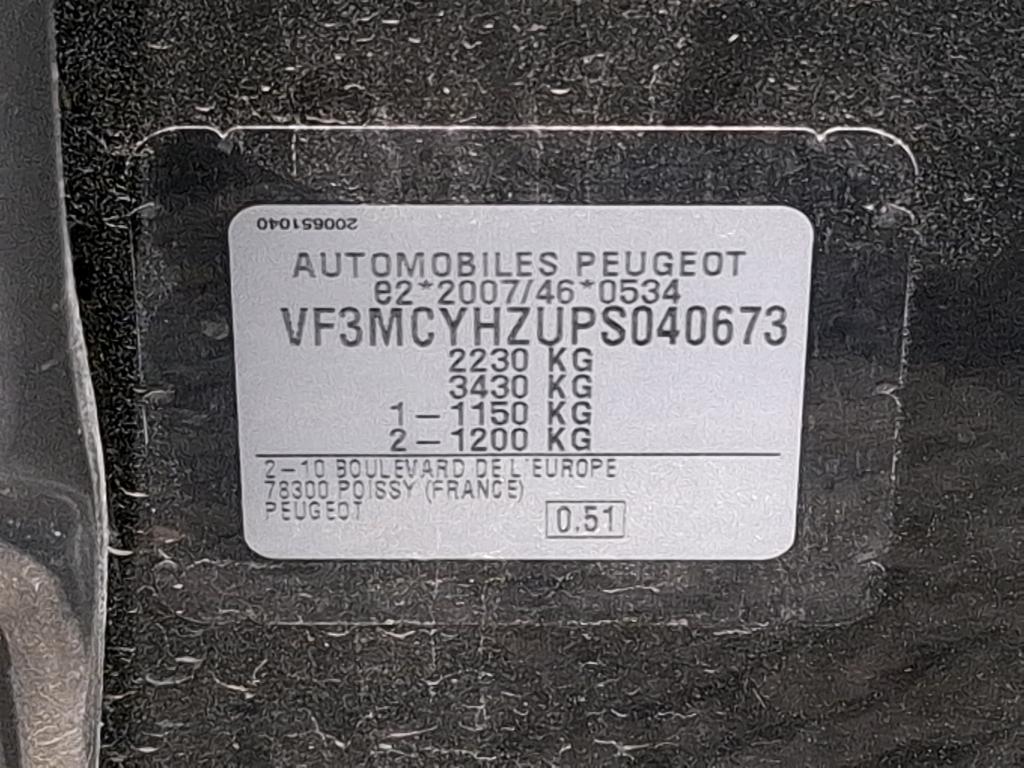 200651040
AUTOMOBILES PEUGEOT
e2*2007/46*0534
VF3MCYHZUPS040673
2230 KG
3430 KG
1-1150 KG
2-1200 KG
2-10 BOULEVARD DE L'EUROPE
78300 POISSY (FRANCE)
PEUGEOT
0.51